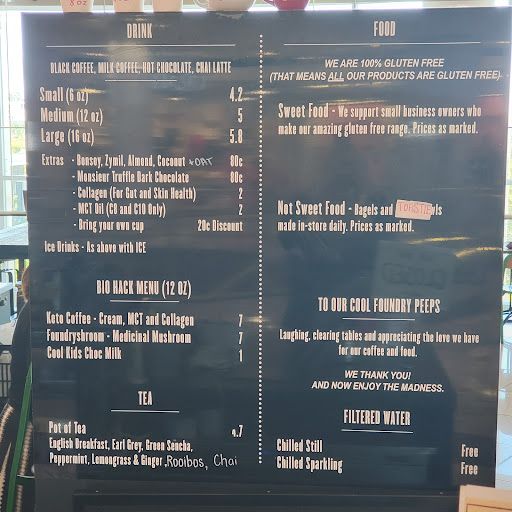 8 oz
DRINK
BLACK COFFEE, MILK COFFEE, HOT CHOCOLATE, CHAI LATTE
Small (6 oz) 4.2
Medium (12 oz) 5
Large (16 oz) 5.8
Extras - Bonsoy, Zymil, Almond, Coconut + OAT 80c
- Monsieur Truffle Dark Chocolate 80c
- Collagen (For Gut and Skin Health) 2
- MCT Oil (C8 and C10 Only) 2
- Bring your own cup 20c Discount
Ice Drinks - As above with ICE
BIO HACK MENU (12 OZ)
Keto Coffee - Cream, MCT and Collagen 7
Foundryshroom - Medicinal Mushroom 7
Cool Kids Choc Milk 1
TEA
Pot of Tea 4.7
English Breakfast, Earl Grey, Green Sencha,
Peppermint, Lemongrass & Ginger, Rooibos, Chai
FOOD
WE ARE 100% GLUTEN FREE
(THAT MEANS ALL OUR PRODUCTS ARE GLUTEN FREE)
Sweet Food - We support small business owners who
make our amazing gluten free range. Prices as marked.
Not Sweet Food - Bagels and TOASTIE wls
made in-store daily. Prices as marked.
TO OUR COOL FOUNDRY PEEPS
Laughing, clearing tables and appreciating the love we have
for our coffee and food.
WE THANK YOU!
AND NOW ENJOY THE MADNESS.
FILTERED WATER
Chilled Still Free
Chilled Sparkling Free